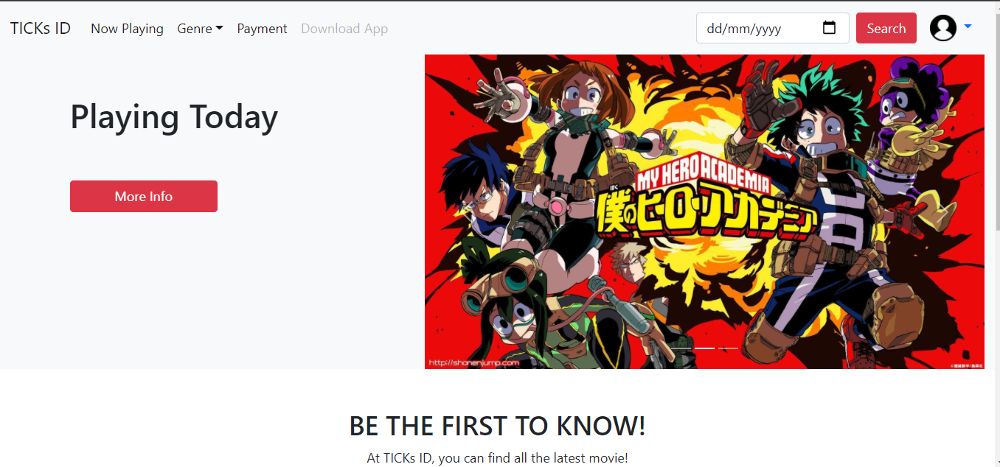 TICKs ID
Now Playing
Genre
Payment
Download App
dd/mm/yyyy
Search
Playing Today
More Info
MY HERO ACADEMIA
ぼく
僕のヒーローアカデミア
http://shonenjump.com
BE THE FIRST TO KNOW!
At TICKs ID, you can find all the latest movie!